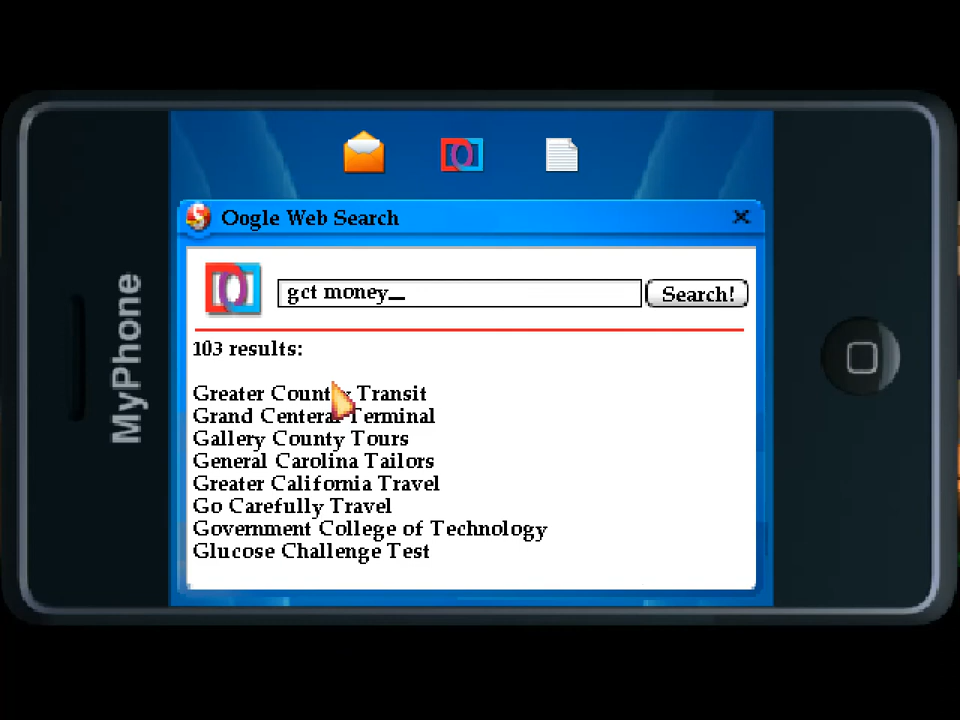 Oogle Web Search
gct money_
Search!
103 results:
Greater County Transit
Grand Centeral Terminal
Gallery County Tours
General Carolina Tailors
Greater California Travel
Go Carefully Travel
Government College of Technology
Glucose Challenge Test
MyPhone